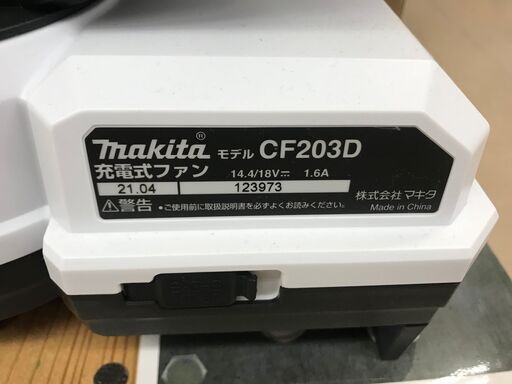 makita® モデル CF203D
充電式ファン 14.4/18V⎓ 1.6A
21.04 123973
⚠警告 •ご使用前に取扱説明書を必ずよくお読みください。
株式会社 マキタ
Made in China